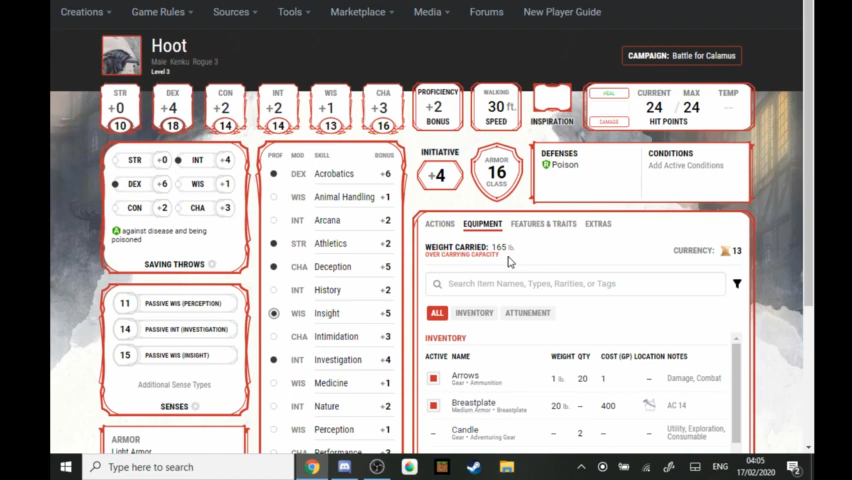 Creations Game Rules Sources Tools Marketplace Media Forums New Player Guide
Hoot
Male Kenku Rogue 3
Level 3
CAMPAIGN: Battle for Calamus
STR DEX CON INT WIS CHA PROFICIENCY WALKING CURRENT MAX TEMP
HEAL
+0 +4 +2 +2 +1 +3 +2 30 ft. 24 / 24 --
10 18 14 14 13 16 BONUS SPEED INSPIRATION DAMAGE HIT POINTS
INITIATIVE
+4
ARMOR
16
CLASS
DEFENSES
R Poison
CONDITIONS
Add Active Conditions
STR +0 INT +4
DEX +6 WIS +1
CON +2 CHA +3
A against disease and being
poisoned
SAVING THROWS
11 PASSIVE WIS (PERCEPTION)
14 PASSIVE INT (INVESTIGATION)
15 PASSIVE WIS (INSIGHT)
Additional Sense Types
SENSES
ARMOR
Light Armor
PROF MOD SKILL BONUS
DEX Acrobatics +6
WIS Animal Handling +1
INT Arcana +2
STR Athletics +2
CHA Deception +5
INT History +2
WIS Insight +5
CHA Intimidation +3
INT Investigation +4
WIS Medicine +1
INT Nature +2
WIS Perception +1
CHA Performance +3
ACTIONS EQUIPMENT FEATURES & TRAITS EXTRAS
WEIGHT CARRIED: 165 lb.
OVER CARRYING CAPACITY
CURRENCY: 13
Search Item Names, Types, Rarities, or Tags
ALL INVENTORY ATTUNEMENT
INVENTORY
ACTIVE NAME WEIGHT QTY COST (GP) LOCATION NOTES
Arrows 1 lb. 20 1 -- Damage, Combat
Gear • Ammunition
Breastplate 20 lb. -- 400 AC 14
Medium Armor • Breastplate
-- Candle -- 2 -- Utility, Exploration,
Gear • Adventuring Gear Consumable
Type here to search
ENG
04:05
17/02/2020
2